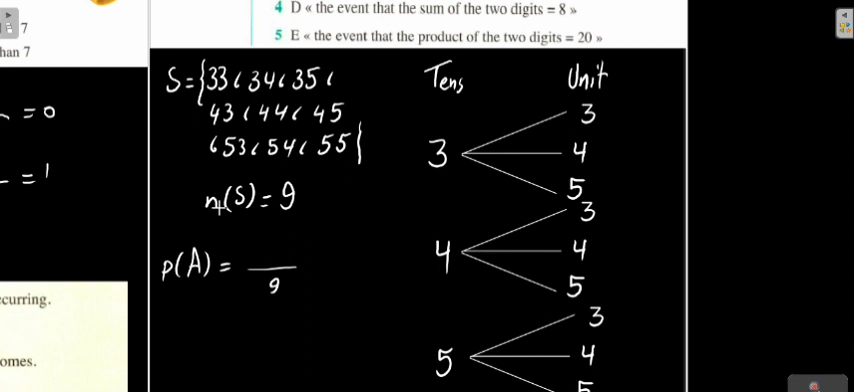 7
han 7
= 0
= 1
curring.
omes.
4 D « the event that the sum of the two digits = 8 »
5 E « the event that the product of the two digits = 20 »
S = {33 ، 34 ، 35 ،
43 ، 44 ، 45
، 53 ، 54 ، 55}
n(S) = 9
p(A) = —
9
Tens Unit
3
3 4
5
3
4 4
5
3
5 4
5